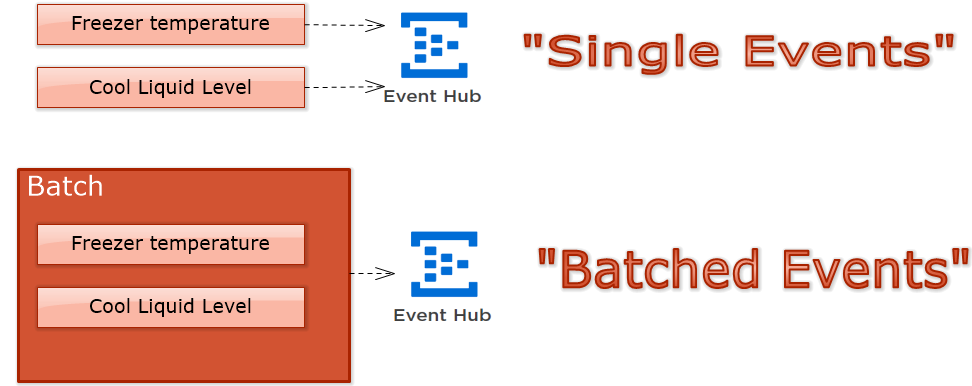 Freezer temperature
Cool Liquid Level
Event Hub
"Single Events"
Batch
Freezer temperature
Cool Liquid Level
Event Hub
"Batched Events"